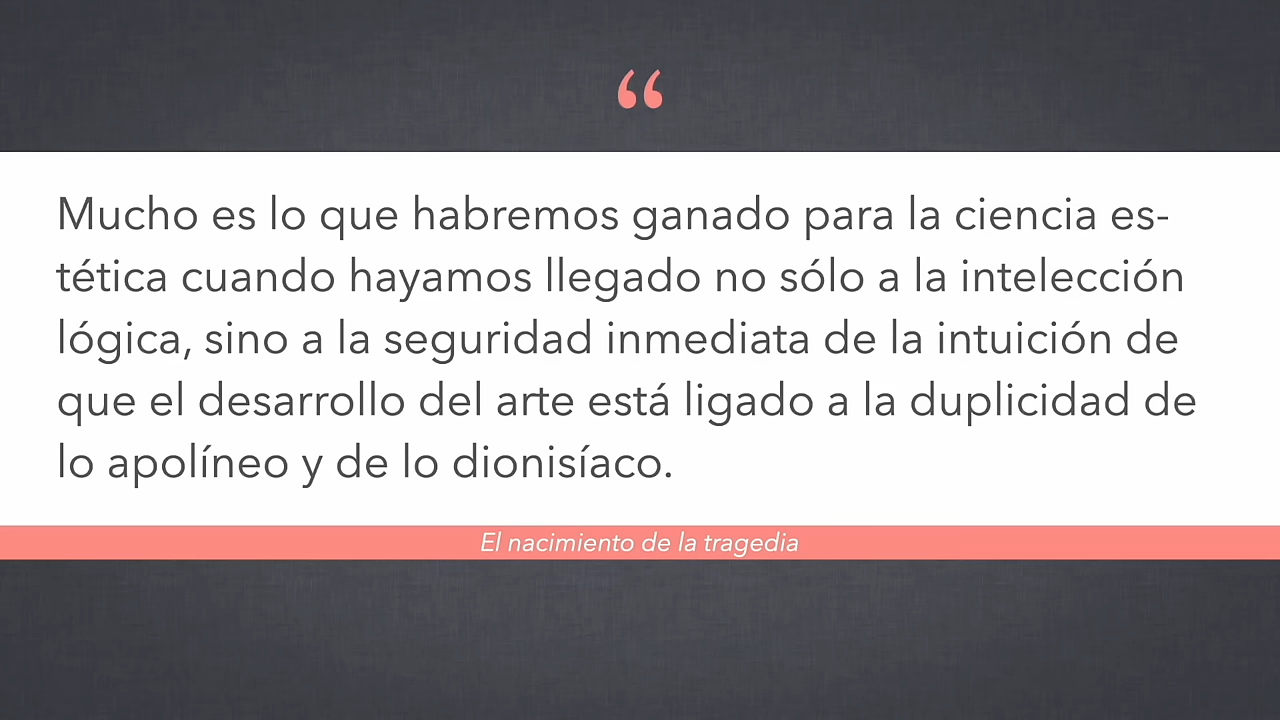 “
Mucho es lo que habremos ganado para la ciencia es-
tética cuando hayamos llegado no sólo a la intelección
lógica, sino a la seguridad inmediata de la intuición de
que el desarrollo del arte está ligado a la duplicidad de
lo apolíneo y de lo dionisíaco.
El nacimiento de la tragedia